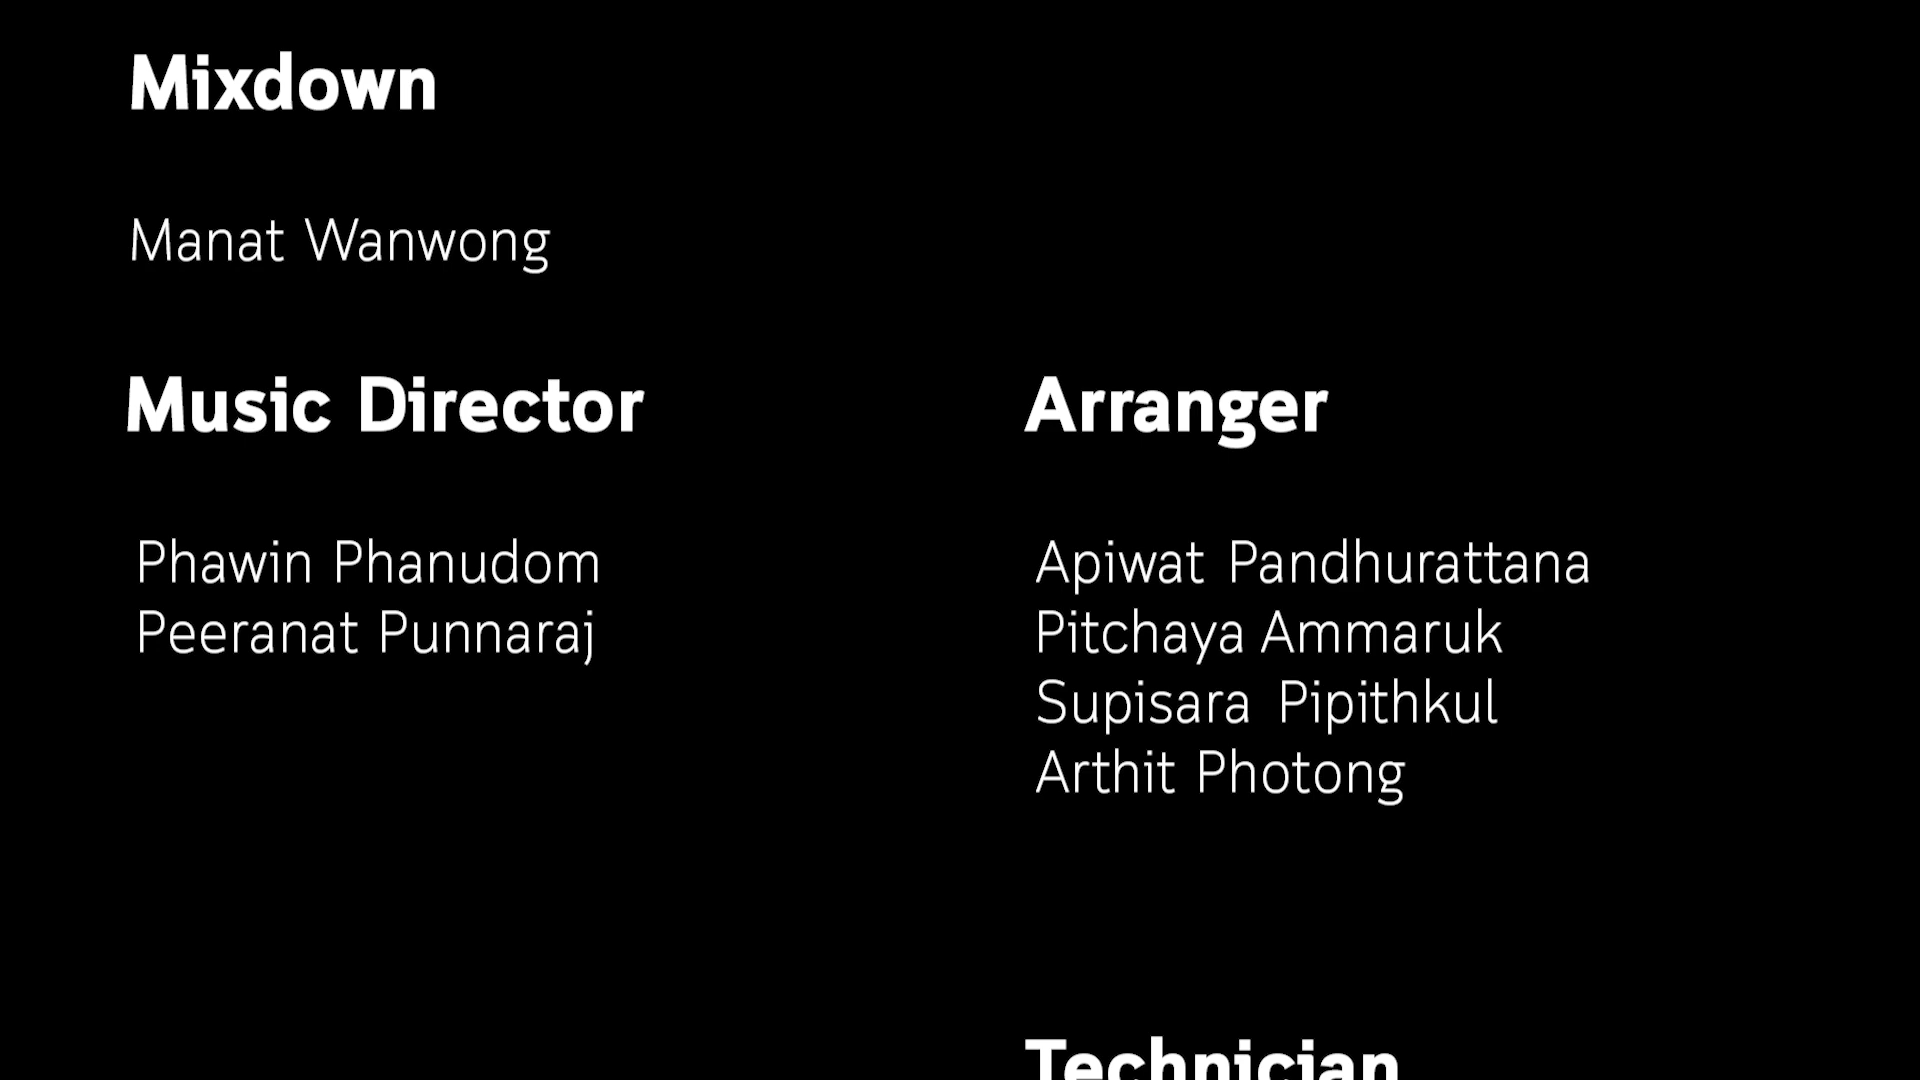 Mixdown
Manat Wanwong
Music Director
Phawin Phanudom
Peeranat Punnaraj
Arranger
Apiwat Pandhurattana
Pitchaya Ammaruk
Supisara Pipithkul
Arthit Photong
Technician